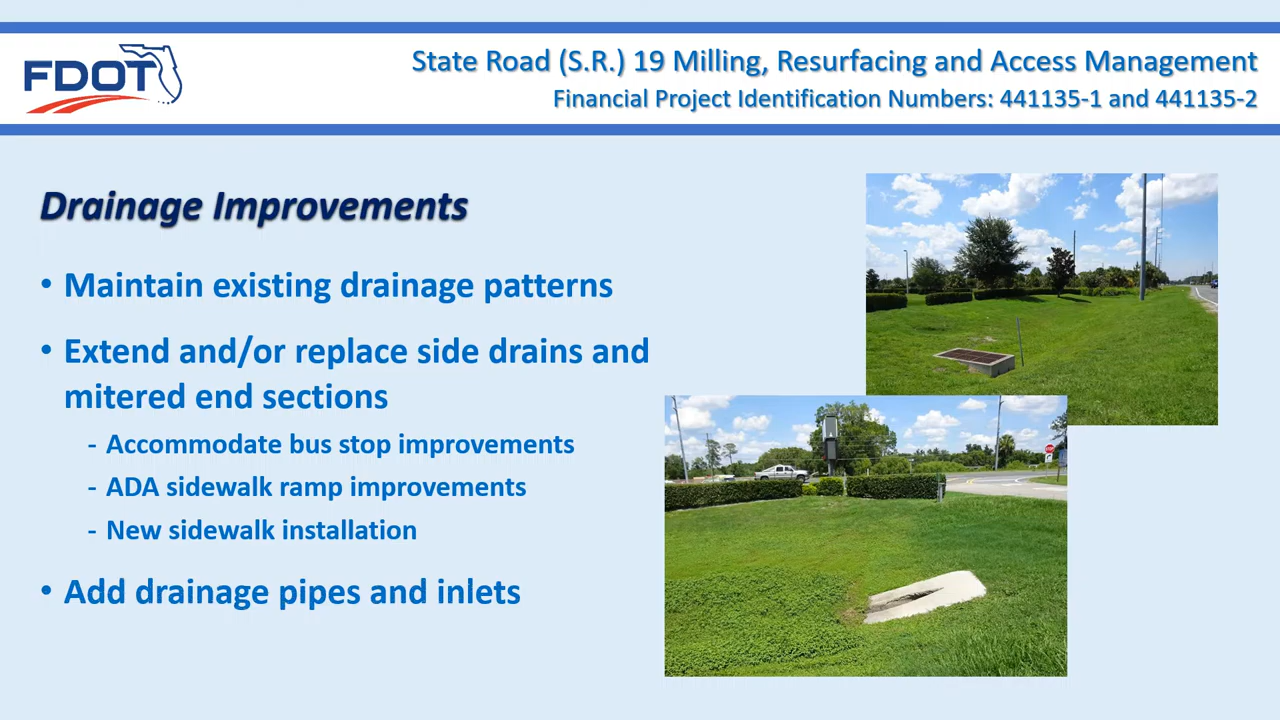 FDOT
State Road (S.R.) 19 Milling, Resurfacing and Access Management
Financial Project Identification Numbers: 441135-1 and 441135-2
Drainage Improvements
• Maintain existing drainage patterns
• Extend and/or replace side drains and
mitered end sections
- Accommodate bus stop improvements
- ADA sidewalk ramp improvements
- New sidewalk installation
• Add drainage pipes and inlets